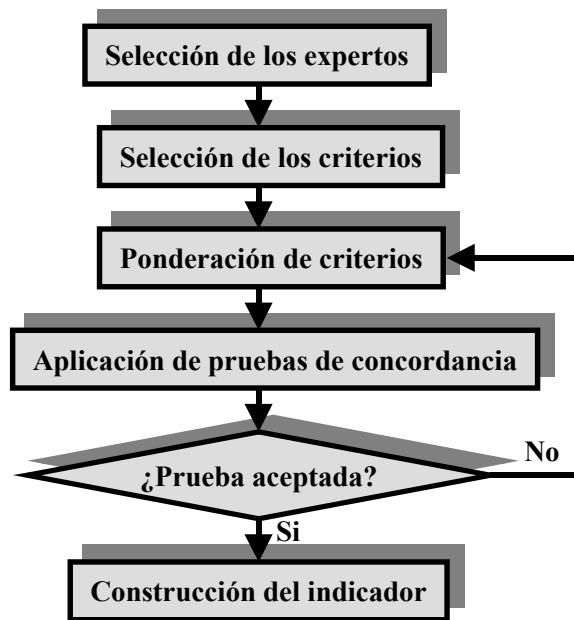 Selección de los expertos
Selección de los criterios
Ponderación de criterios
Aplicación de pruebas de concordancia
¿Prueba aceptada?
No
Si
Construcción del indicador